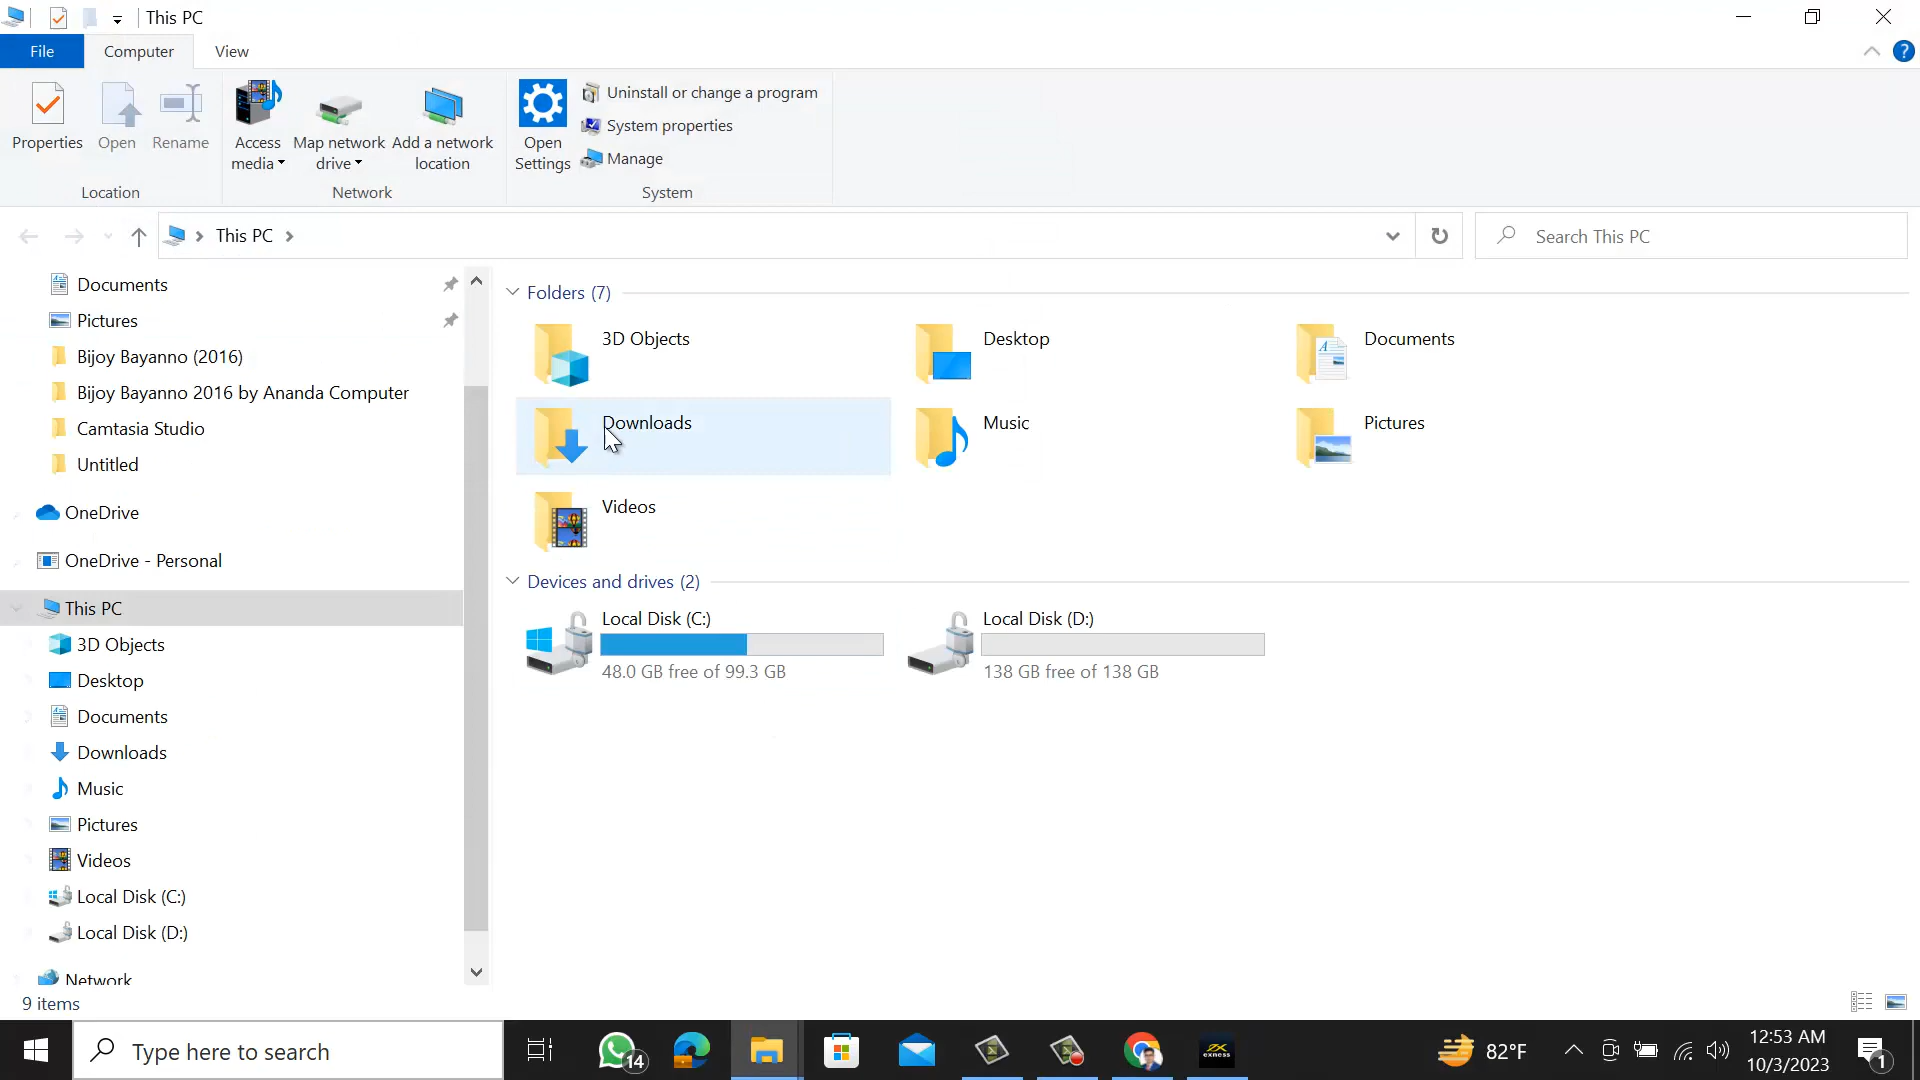 This PC
File
Computer
View
Properties
Open
Rename
Access
media
Map network
drive
Add a network
location
Open
Settings
Uninstall or change a program
System properties
Manage
Location
Network
System
This PC
Search This PC
Documents
Pictures
Bijoy Bayanno (2016)
Bijoy Bayanno 2016 by Ananda Computer
Camtasia Studio
Untitled
OneDrive
OneDrive - Personal
This PC
3D Objects
Desktop
Documents
Downloads
Music
Pictures
Videos
Local Disk (C:)
Local Disk (D:)
Network
Folders (7)
3D Objects
Desktop
Documents
Downloads
Music
Pictures
Videos
Devices and drives (2)
Local Disk (C:)
48.0 GB free of 99.3 GB
Local Disk (D:)
138 GB free of 138 GB
9 items
Type here to search
14
exness
82°F
12:53 AM
10/3/2023
1